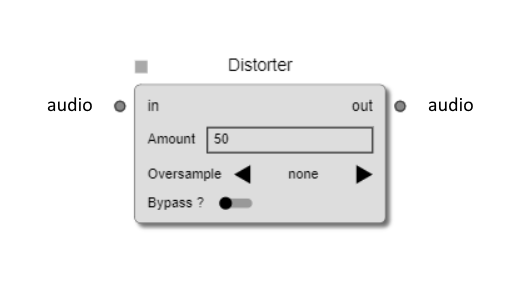 Distorter
audio in out audio
Amount 50
Oversample none
Bypass ?